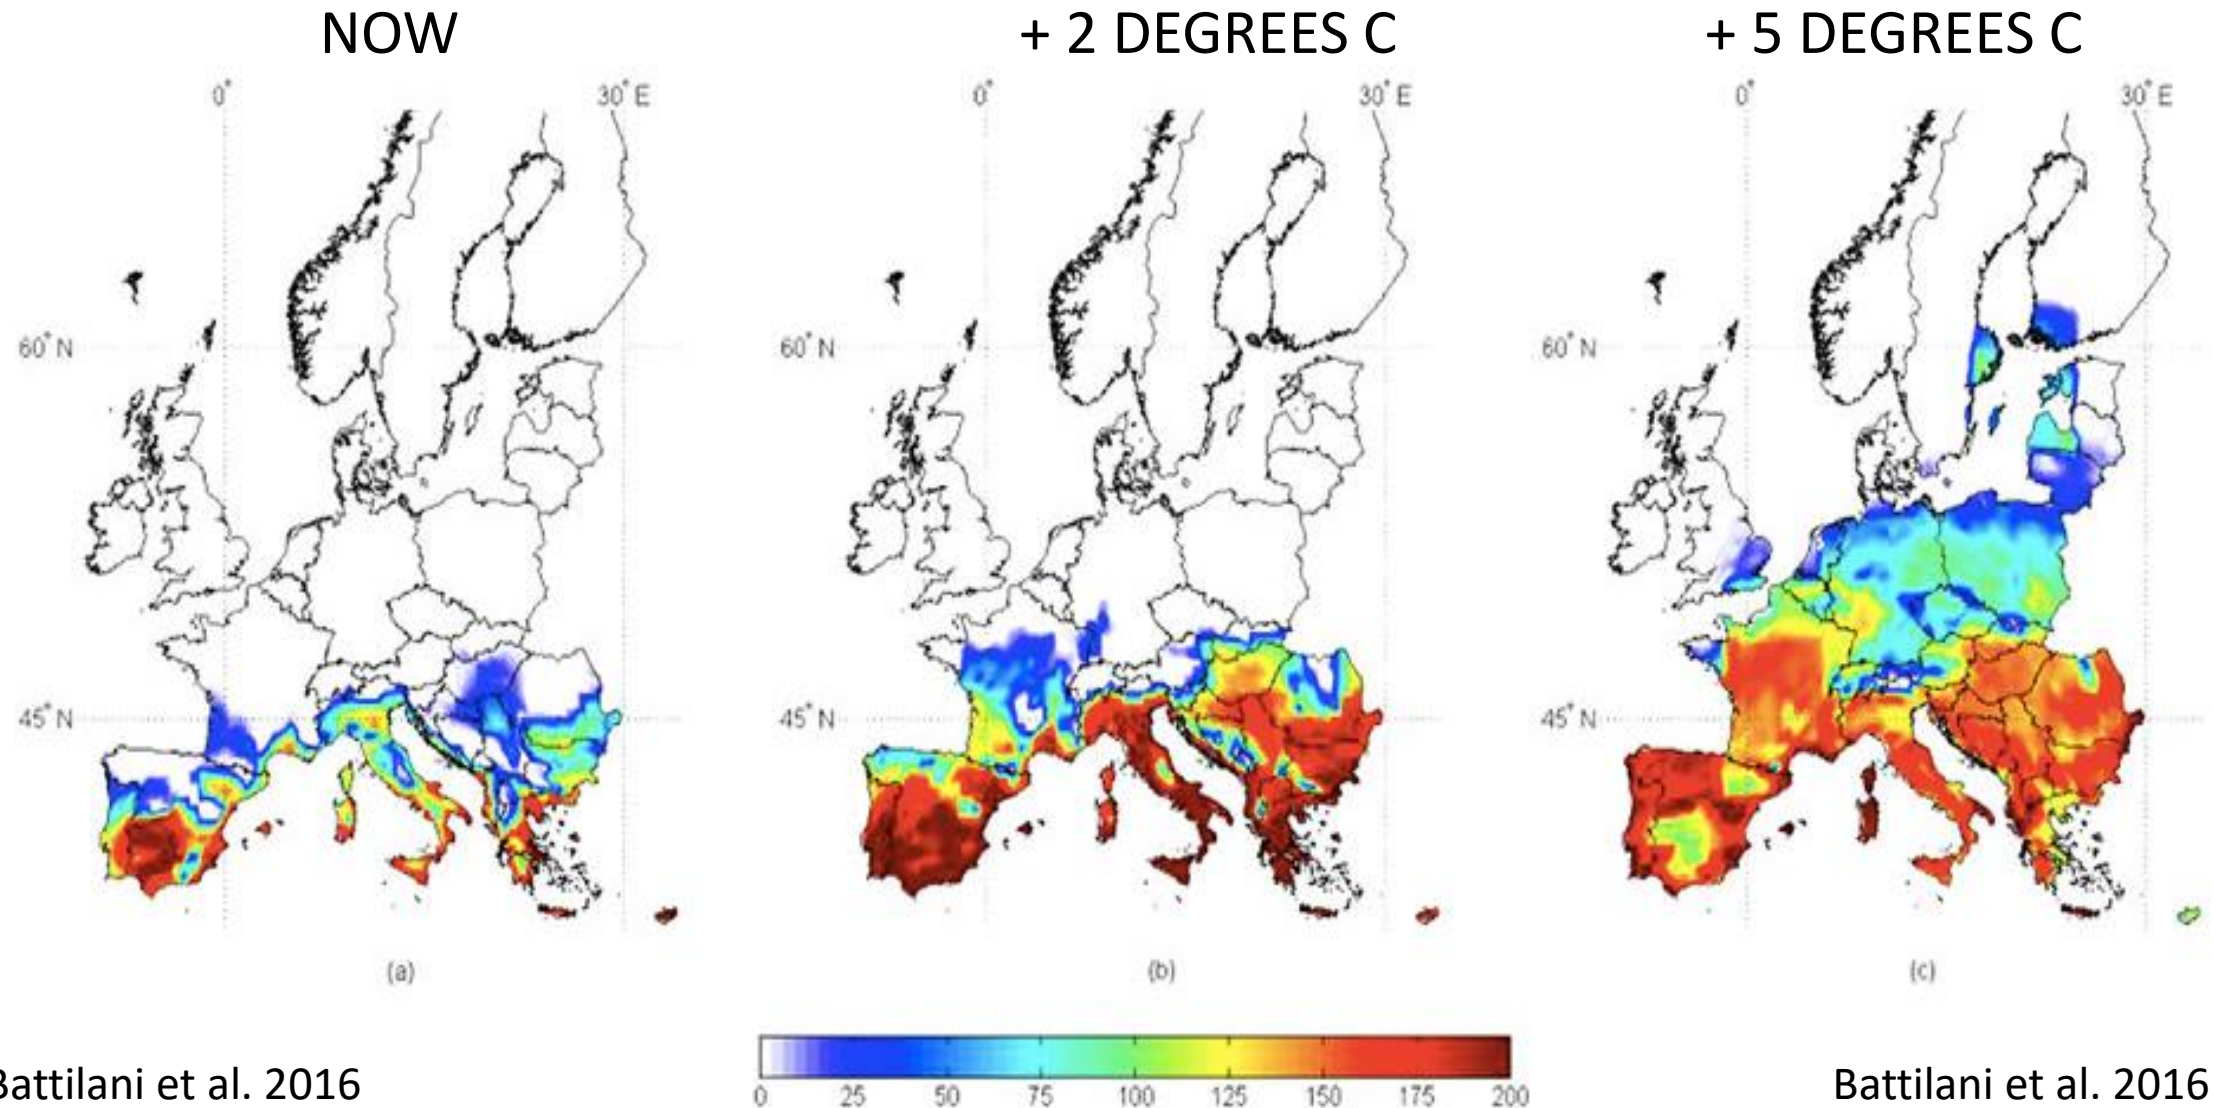 NOW
+ 2 DEGREES C
+ 5 DEGREES C
0° 30° E
0° 30° E
0° 30° E
60° N
60° N
60° N
45° N
45° N
45° N
(a)
(b)
(c)
0 25 50 75 100 125 150 175 200
Battilani et al. 2016
Battilani et al. 2016